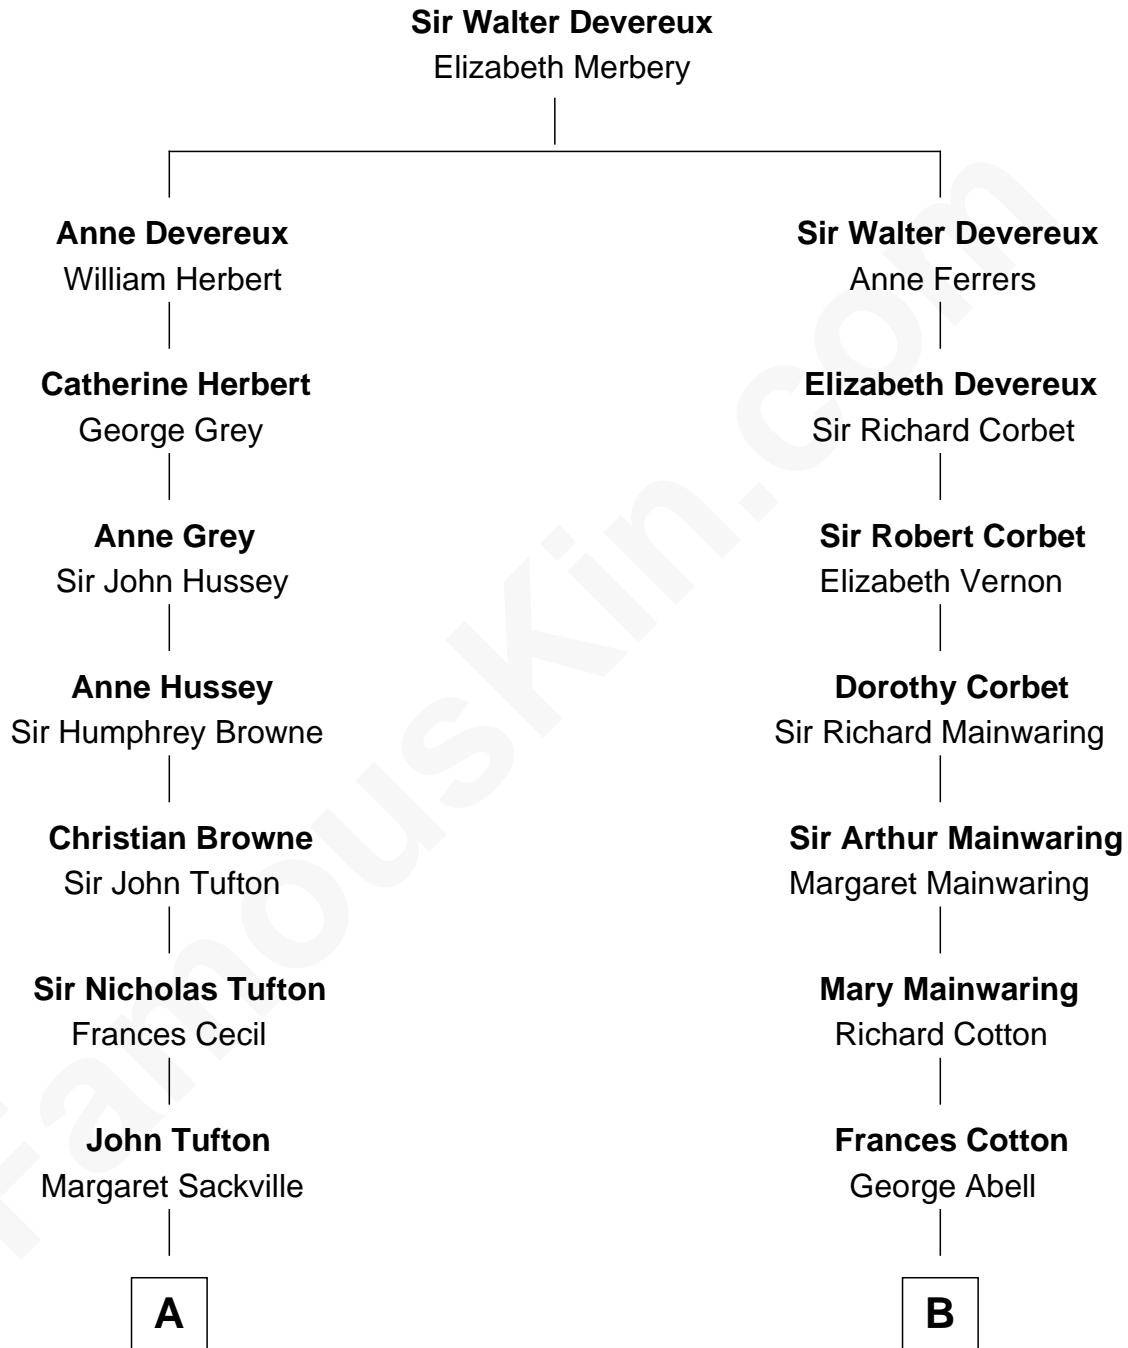 Sir Walter Devereux
Elizabeth Merbery
Anne Devereux
William Herbert
Sir Walter Devereux
Anne Ferrers
Catherine Herbert
George Grey
Elizabeth Devereux
Sir Richard Corbet
Anne Grey
Sir John Hussey
Sir Robert Corbet
Elizabeth Vernon
Anne Hussey
Sir Humphrey Browne
Dorothy Corbet
Sir Richard Mainwaring
Christian Browne
Sir John Tufton
Sir Arthur Mainwaring
Margaret Mainwaring
Sir Nicholas Tufton
Frances Cecil
Mary Mainwaring
Richard Cotton
John Tufton
Margaret Sackville
Frances Cotton
George Abell
A
B
FamousKin.com